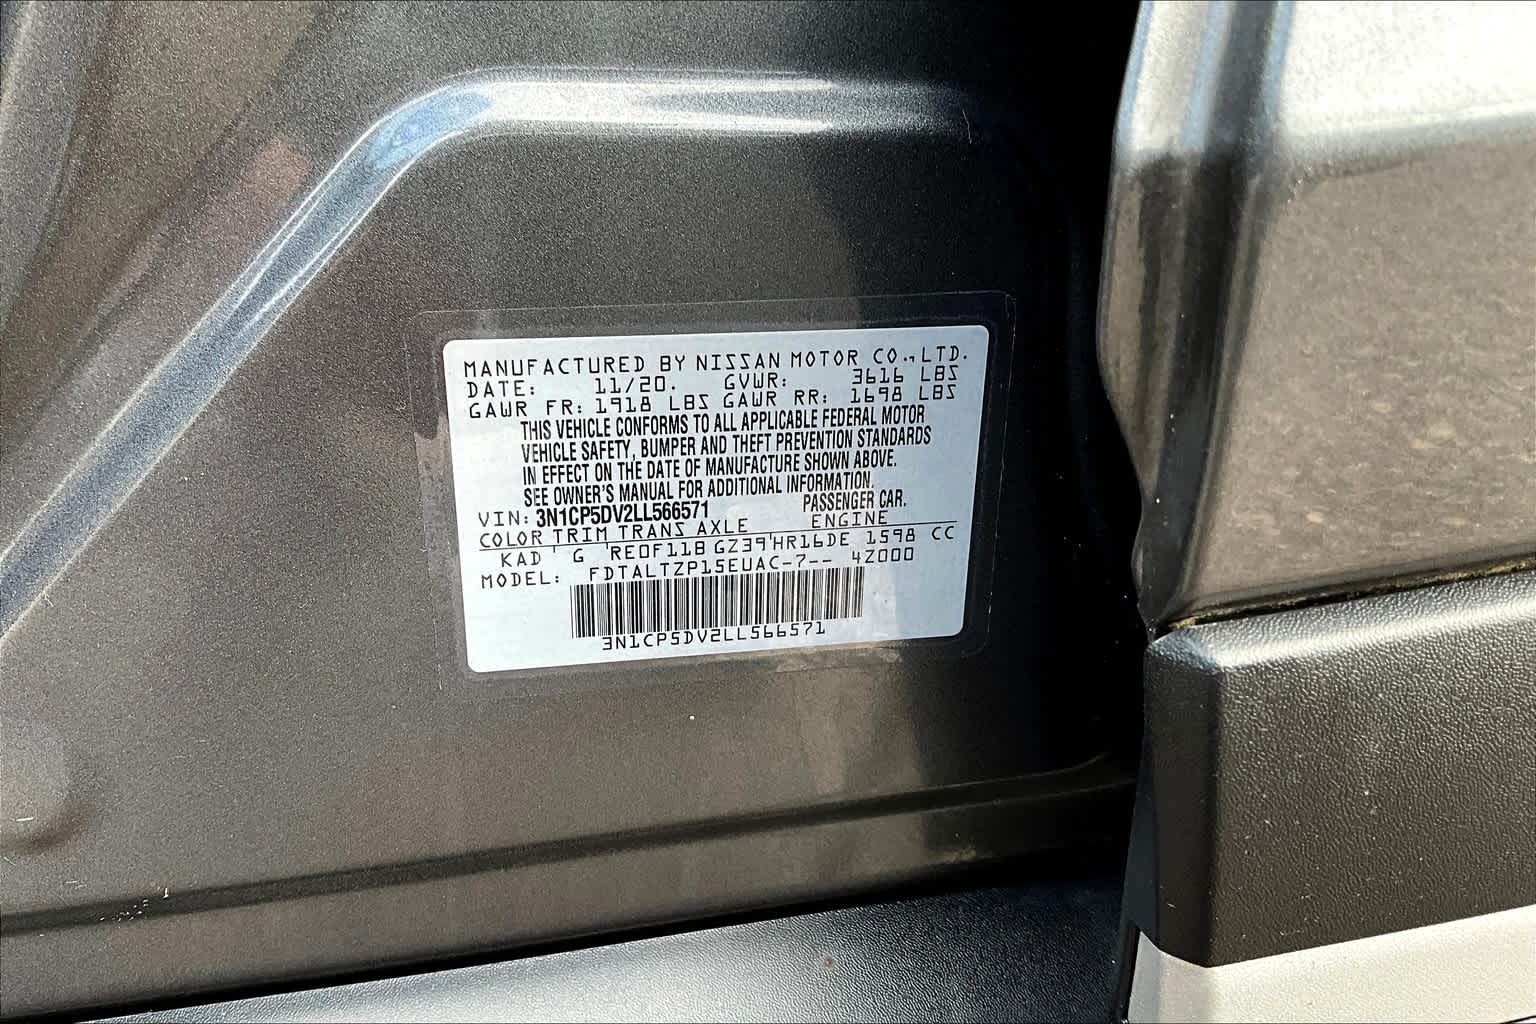 MANUFACTURED BY NISSAN MOTOR CO.,LTD.
DATE: 11/20. GVWR: 3616 LBS
GAWR FR: 1918 LBS GAWR RR: 1698 LBS
THIS VEHICLE CONFORMS TO ALL APPLICABLE FEDERAL MOTOR
VEHICLE SAFETY, BUMPER AND THEFT PREVENTION STANDARDS
IN EFFECT ON THE DATE OF MANUFACTURE SHOWN ABOVE.
SEE OWNER'S MANUAL FOR ADDITIONAL INFORMATION.
VIN: 3N1CP5DV2LL566571 PASSENGER CAR.
COLOR TRIM TRANS AXLE ENGINE
KAD ' G 'RE0F11B GZ39'HR16DE 1598 CC
MODEL: FDTALTZP15EUAC-7-- 4Z000
3N1CP5DV2LL566571